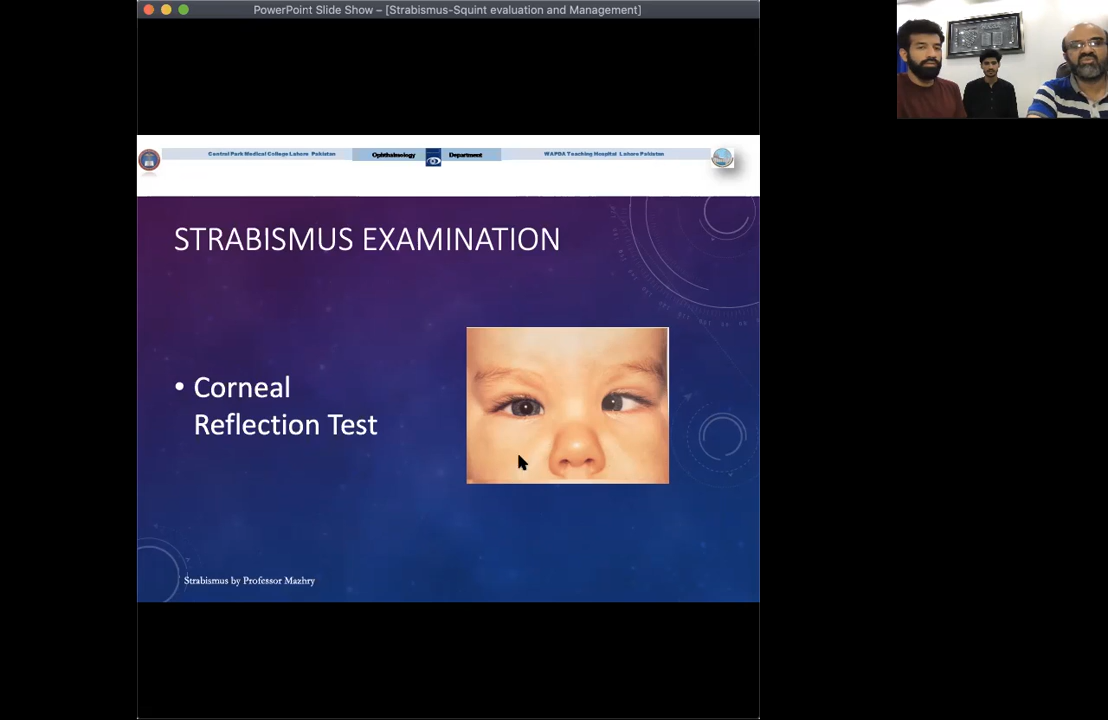 PowerPoint Slide Show – [Strabismus-Squint evaluation and Management]
Central Park Medical College Lahore Pakistan
Ophthalmology Department
WAPDA Teaching Hospital Lahore Pakistan
STRABISMUS EXAMINATION
• Corneal
Reflection Test
Strabismus by Professor Mazhry